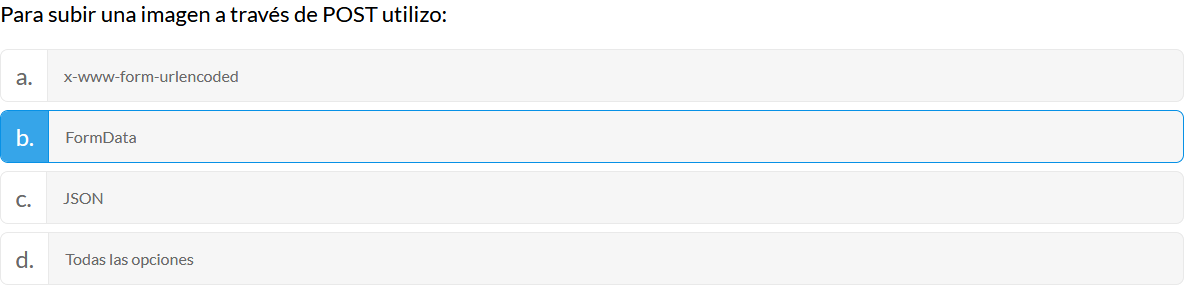 Para subir una imagen a través de POST utilizo:
a. x-www-form-urlencoded
b. FormData
c. JSON
d. Todas las opciones